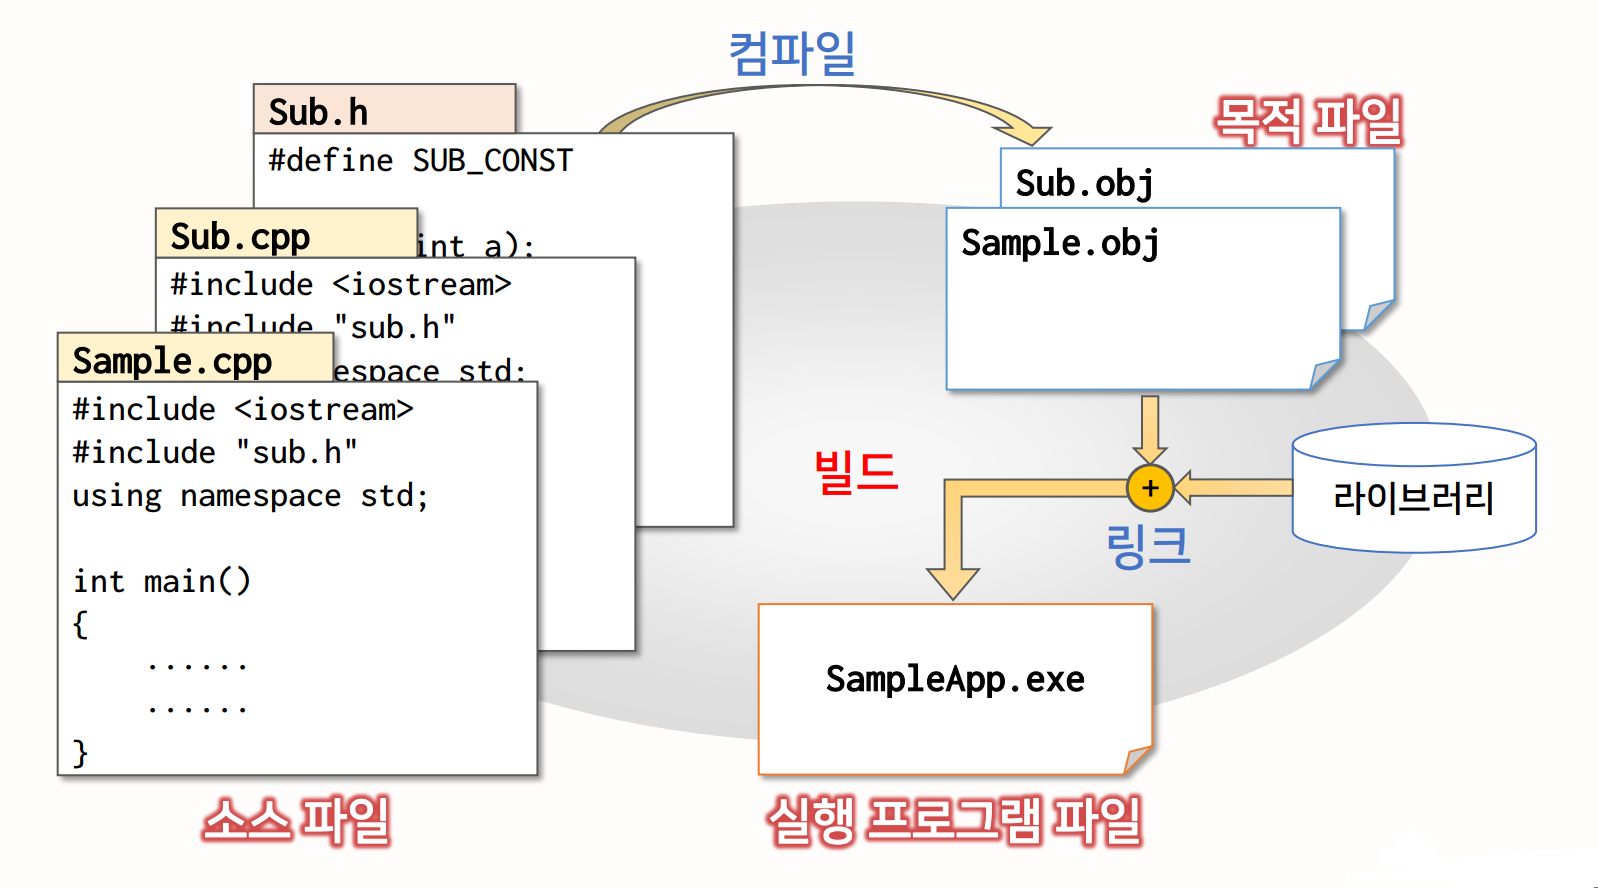 컴파일
Sub.h
#define SUB_CONST
int a);
Sub.cpp
#include <iostream>
#include "sub.h"
espace std;
Sample.cpp
#include <iostream>
#include "sub.h"
using namespace std;
int main()
{
......
......
}
소스 파일
목적 파일
Sub.obj
Sample.obj
빌드
+
라이브러리
링크
SampleApp.exe
실행 프로그램 파일